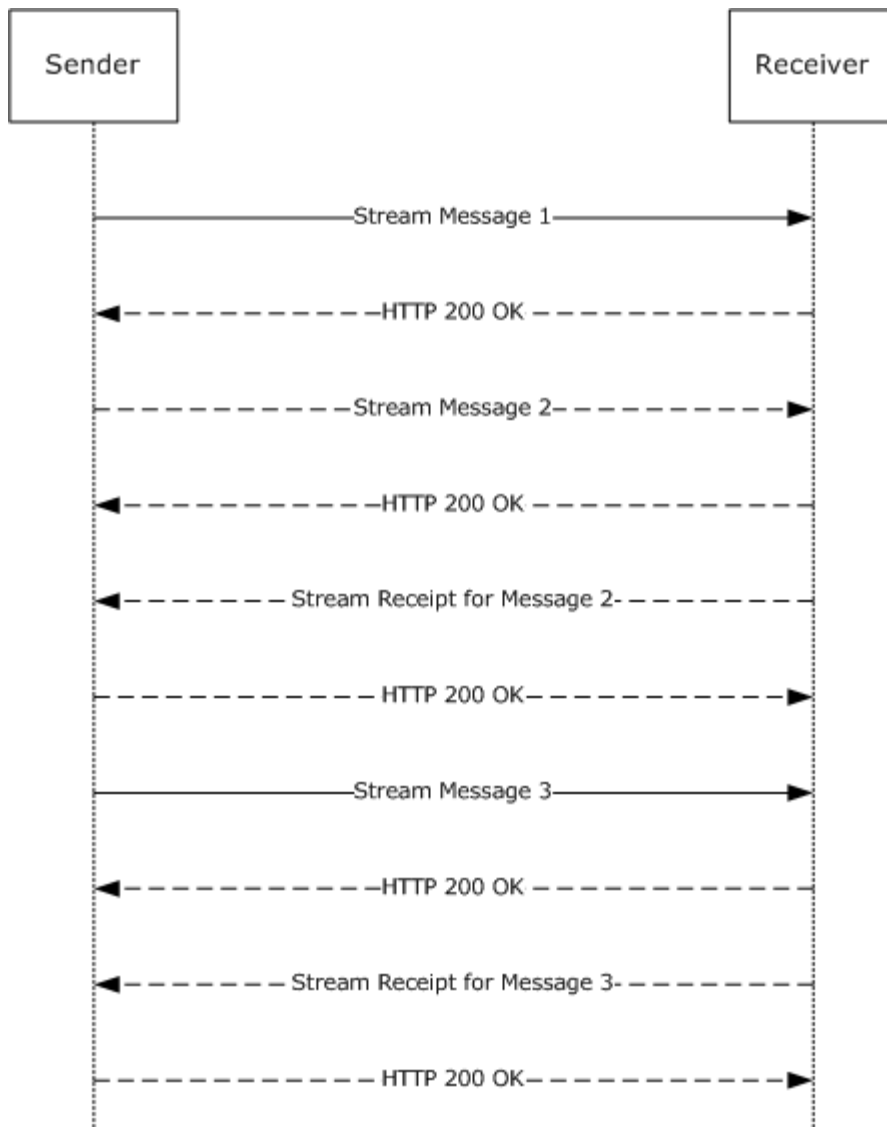 Sender
Receiver
Stream Message 1
HTTP 200 OK
Stream Message 2
HTTP 200 OK
Stream Receipt for Message 2
HTTP 200 OK
Stream Message 3
HTTP 200 OK
Stream Receipt for Message 3
HTTP 200 OK